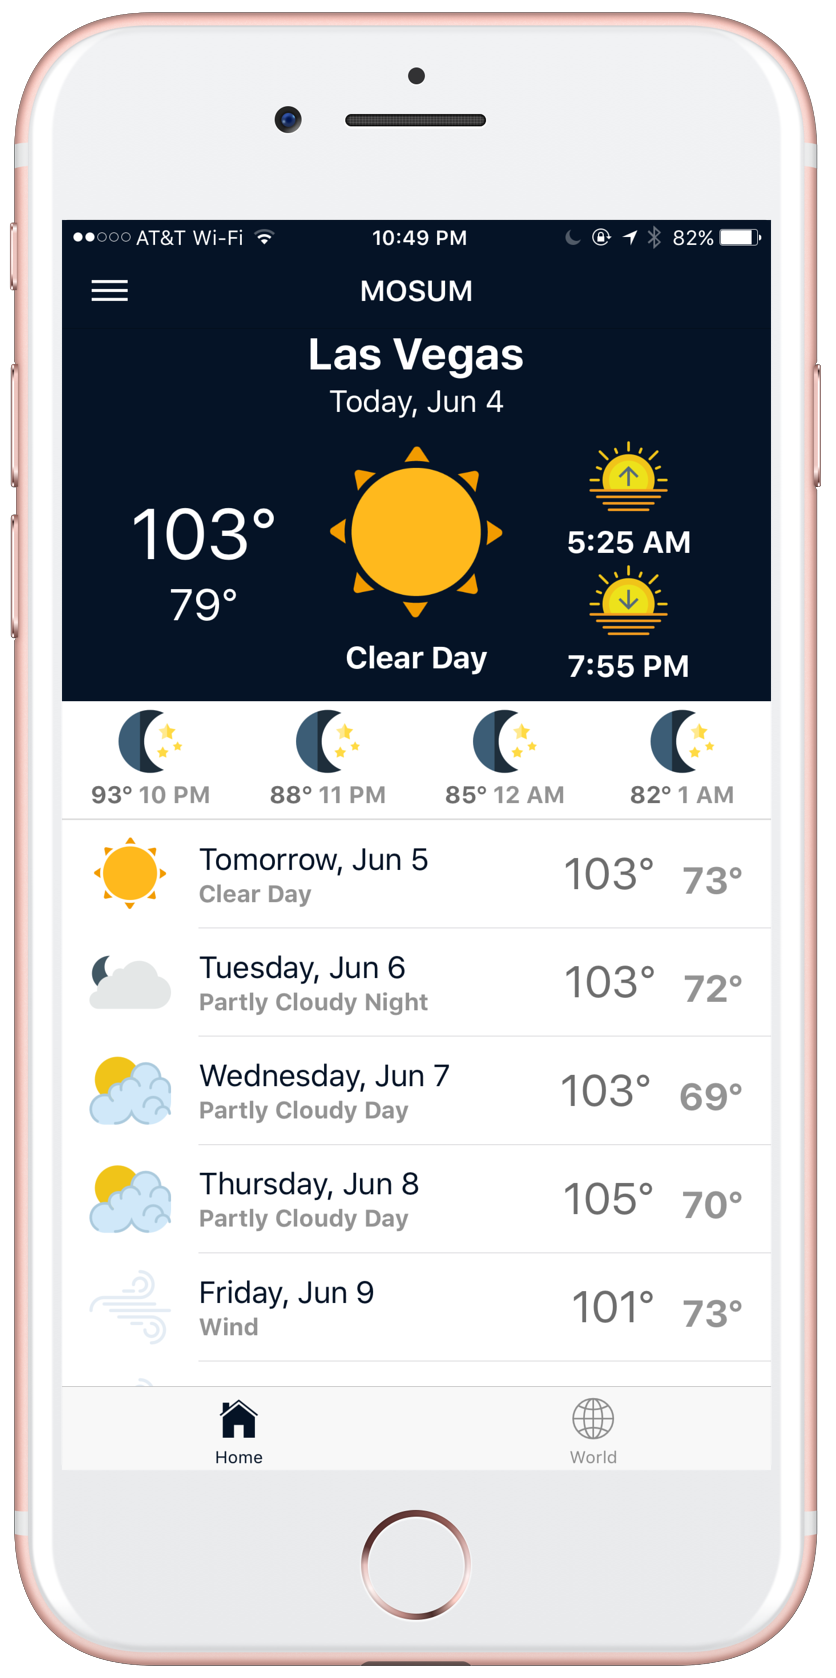 AT&T Wi-Fi 10:49 PM 82%
MOSUM
Las Vegas
Today, Jun 4
103°
79°
Clear Day
5:25 AM
7:55 PM
93° 10 PM 88° 11 PM 85° 12 AM 82° 1 AM
Tomorrow, Jun 5 103° 73°
Clear Day
Tuesday, Jun 6 103° 72°
Partly Cloudy Night
Wednesday, Jun 7 103° 69°
Partly Cloudy Day
Thursday, Jun 8 105° 70°
Partly Cloudy Day
Friday, Jun 9 101° 73°
Wind
Home World